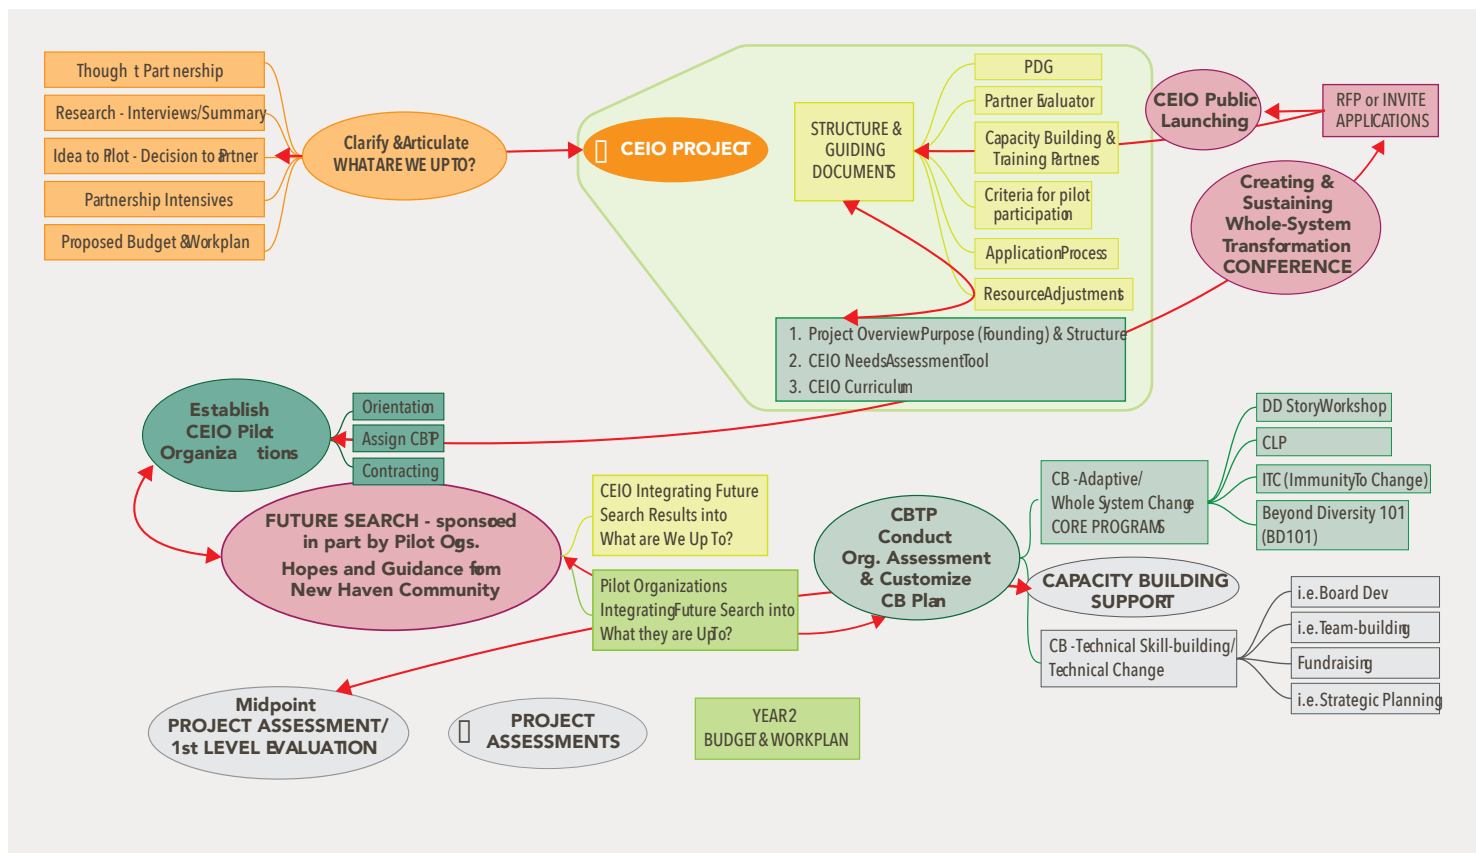 Thought Partnership
Research - Interviews/Summary
Idea to Pilot - Decision to Partner
Partnership Intensives
Proposed Budget & Workplan
Clarify & Articulate
WHAT ARE WE UP TO?
CEIO PROJECT
STRUCTURE &
GUIDING
DOCUMENTS
PDG
Partner Evaluator
Capacity Building &
Training Partners
Criteria for pilot
participation
Application Process
Resource Adjustments
1. Project Overview: Purpose (Founding) & Structure
2. CEIO Needs Assessment Tool
3. CEIO Curriculum
CEIO Public
Launching
RFP or INVITE
APPLICATIONS
Creating &
Sustaining
Whole-System
Transformation
CONFERENCE
Establish
CEIO Pilot
Organizations
Orientation
Assign CBTP
Contracting
FUTURE SEARCH - sponsored
in part by Pilot Ogs.
Hopes and Guidance from
New Haven Community
CEIO Integrating Future
Search Results into
What are We Up To?
Pilot Organizations
Integrating Future Search into
What they are Up To?
CBTP
Conduct
Org. Assessment
& Customize
CB Plan
CB - Adaptive/
Whole System Change
CORE PROGRAMS
DD Story Workshop
CLP
ITC (Immunity To Change)
Beyond Diversity 101
(BD101)
CAPACITY BUILDING
SUPPORT
CB - Technical Skill-building/
Technical Change
i.e. Board Dev
i.e. Team-building
Fundraising
i.e. Strategic Planning
Midpoint
PROJECT ASSESSMENT/
1st LEVEL EVALUATION
PROJECT
ASSESSMENTS
YEAR 2
BUDGET & WORKPLAN